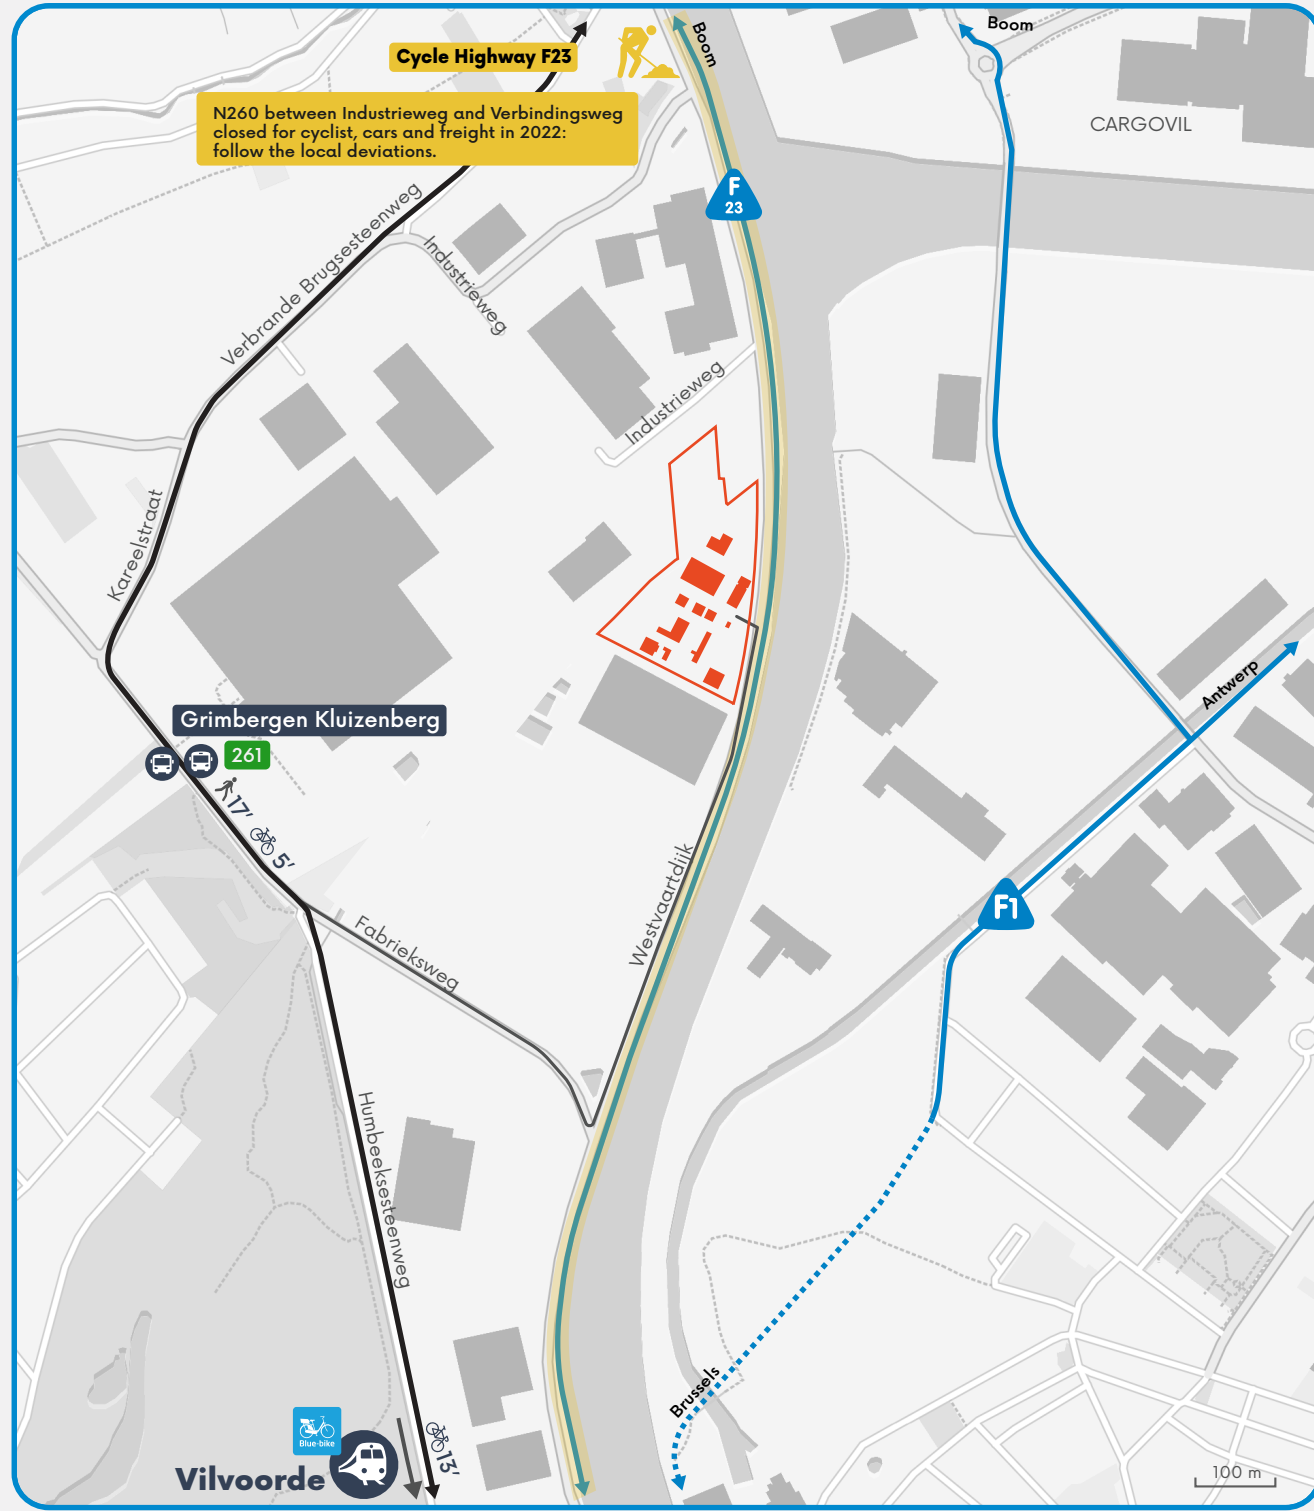 Boom
Boom
Cycle Highway F23
N260 between Industrieweg and Verbindingsweg
closed for cyclist, cars and freight in 2022:
follow the local deviations.
CARGOVIL
F
23
Verbrande Brugsesteenweg
Industrieweg
Industrieweg
Kareelstraat
Antwerp
Grimbergen Kluizenberg
261
17'
5'
F1
Westvaartdijk
Fabrieksweg
Humbeeksesteenweg
Brussels
Blue-bike
13'
Vilvoorde
100 m